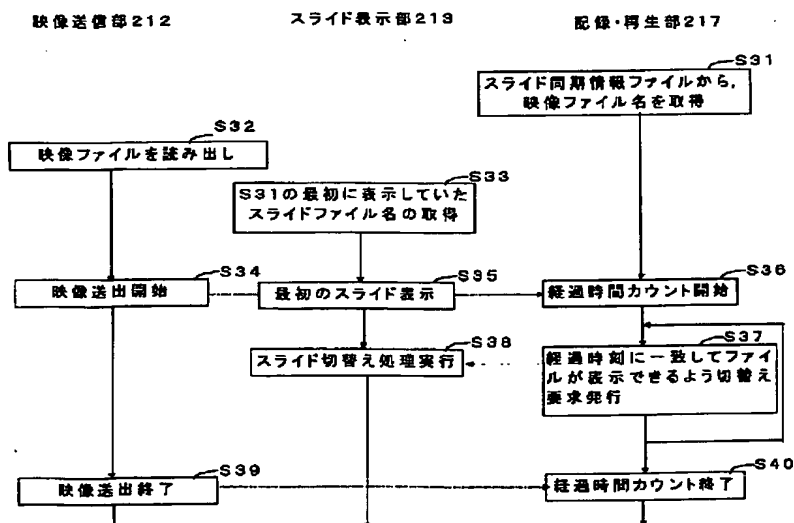 映像送信部212
スライド表示部213
記録・再生部217
S31
スライド同期情報ファイルから,
映像ファイル名を取得
S32
映像ファイルを読み出し
S33
S31の最初に表示していた
スライドファイル名の取得
S34
映像送出開始
S35
最初のスライド表示
S36
経過時間カウント開始
S37
経過時刻に一致してファイ
ルが表示できるよう切替え
要求発行
S38
スライド切替え処理実行
S39
映像送出終了
S40
経過時間カウント終了